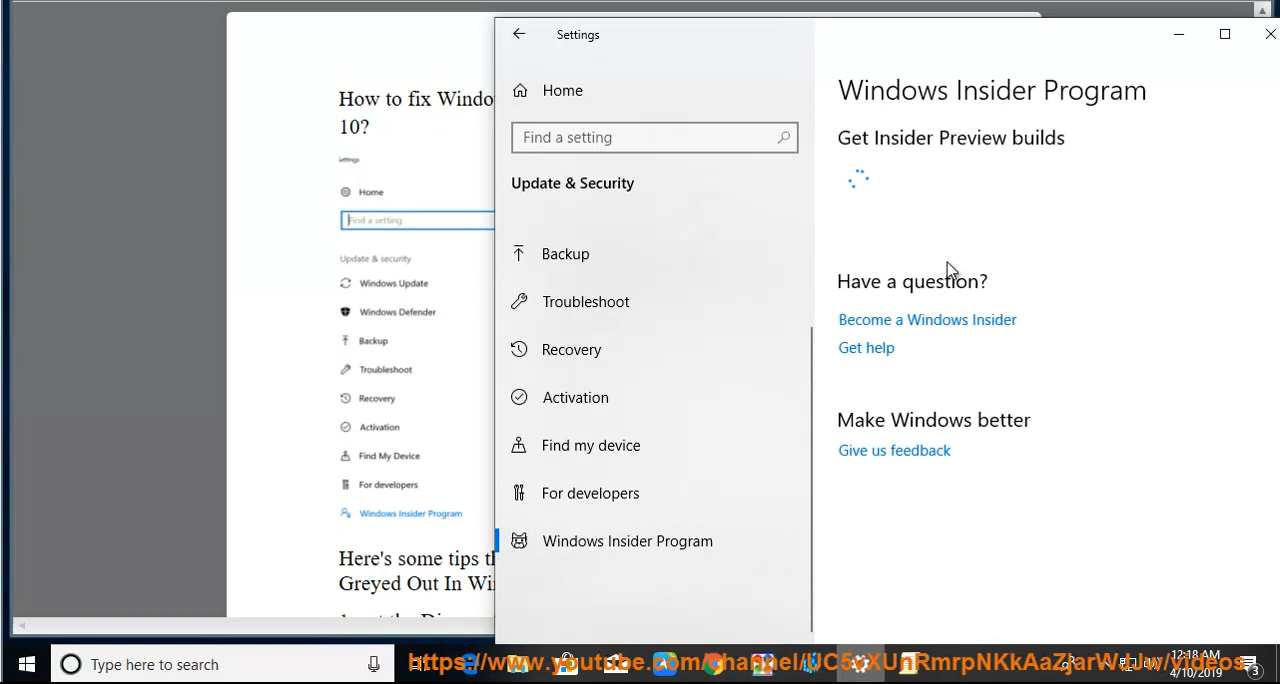 How to fix Windo
10?
Settings
Home
Find a setting
Update & security
Windows Update
Windows Defender
Backup
Troubleshoot
Recovery
Activation
Find My Device
For developers
Windows Insider Program
Here's some tips th
Greyed Out In Wi
Settings
Home
Find a setting
Update & Security
Backup
Troubleshoot
Recovery
Activation
Find my device
For developers
Windows Insider Program
Windows Insider Program
Get Insider Preview builds
Have a question?
Become a Windows Insider
Get help
Make Windows better
Give us feedback
Type here to search
12:18 AM
4/10/2019
3